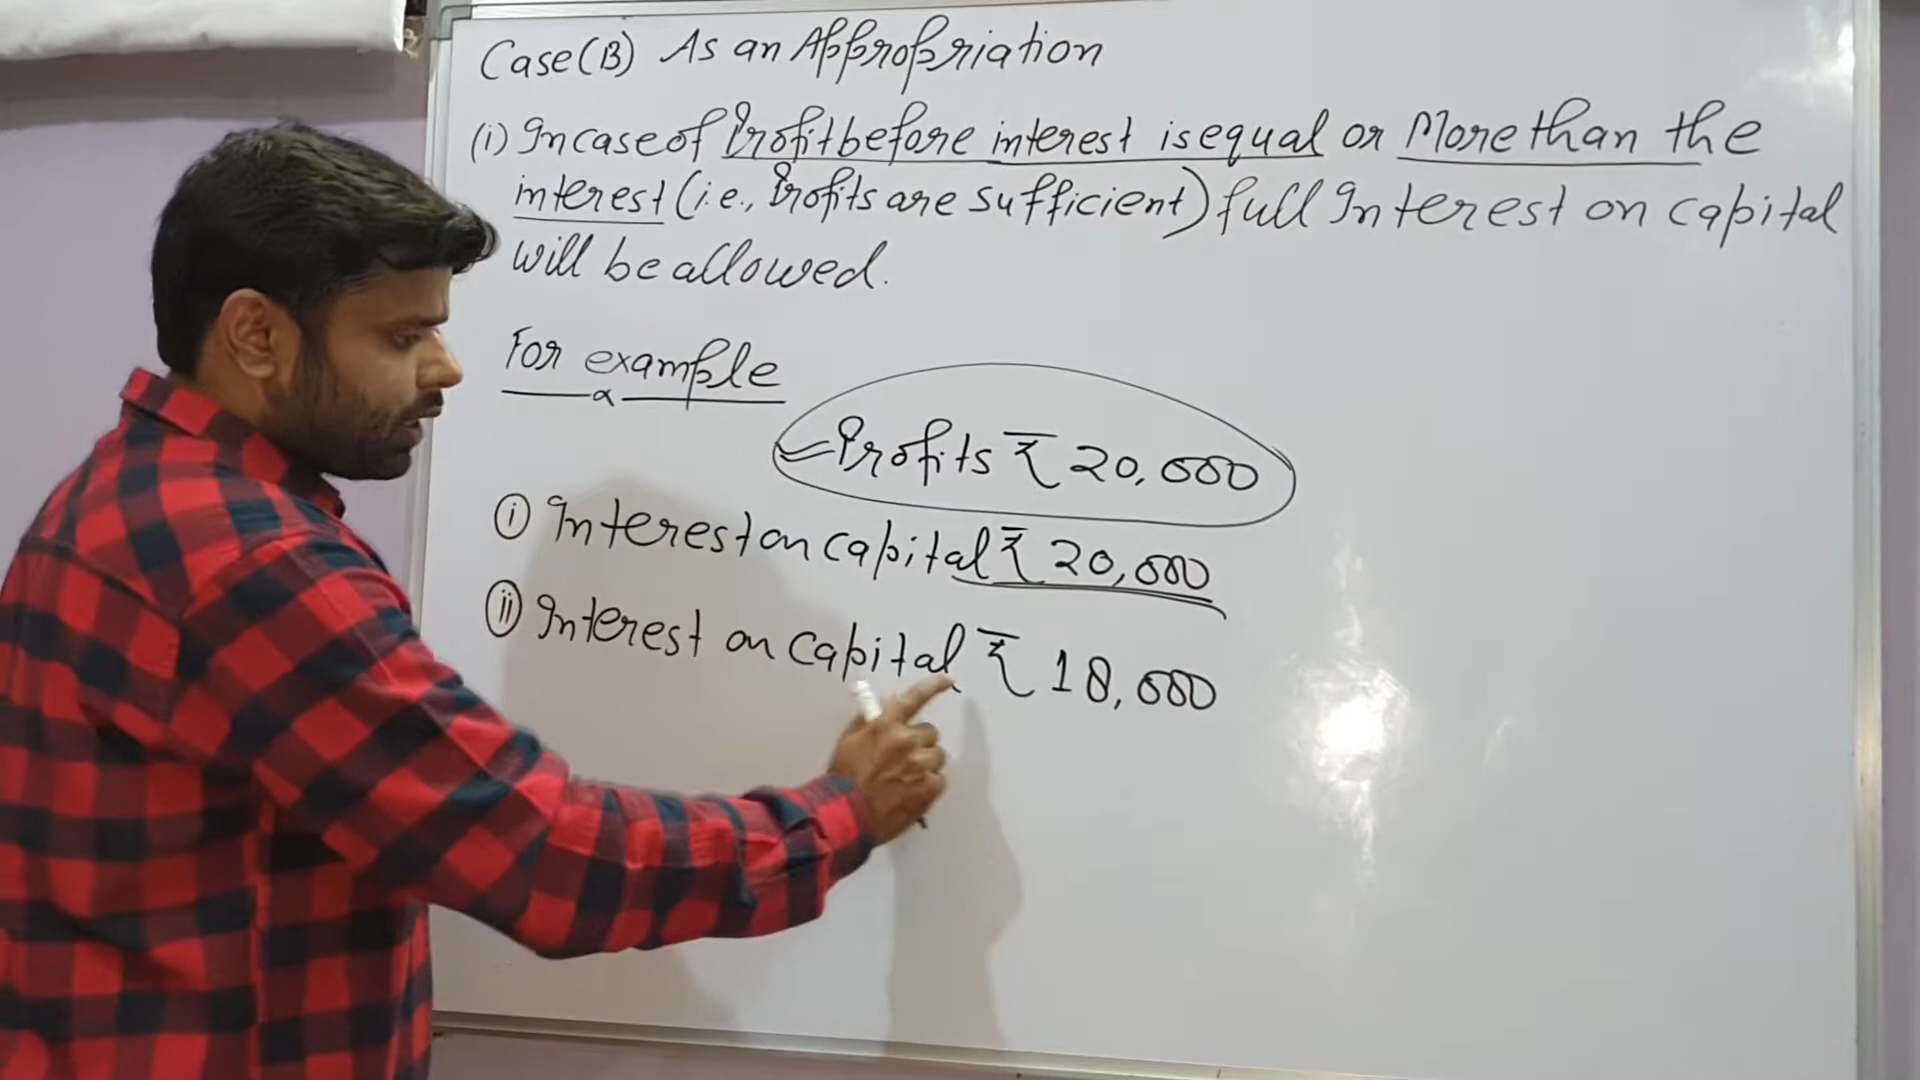 Case (B) As an Appropriation
(i) In case of Profit before interest is equal or More than the
interest (i.e., Profits are sufficient) full Interest on capital
will be allowed.
For example
Profits ₹ 20,000
(i) Interest on capital ₹ 20,000
(ii) Interest on capital ₹ 18,000